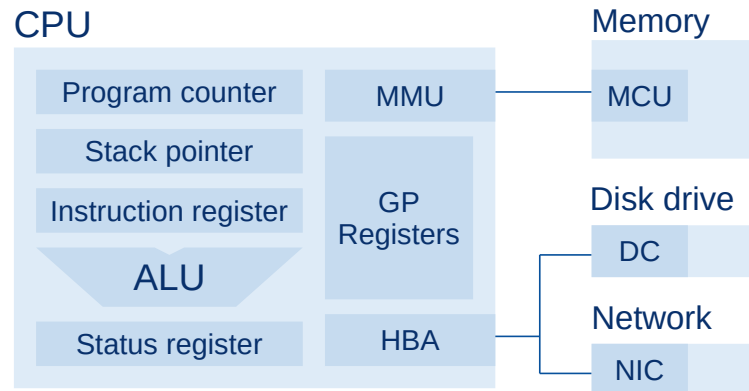 CPU
Program counter
Stack pointer
Instruction register
ALU
Status register
MMU
GP
Registers
HBA
Memory
MCU
Disk drive
DC
Network
NIC